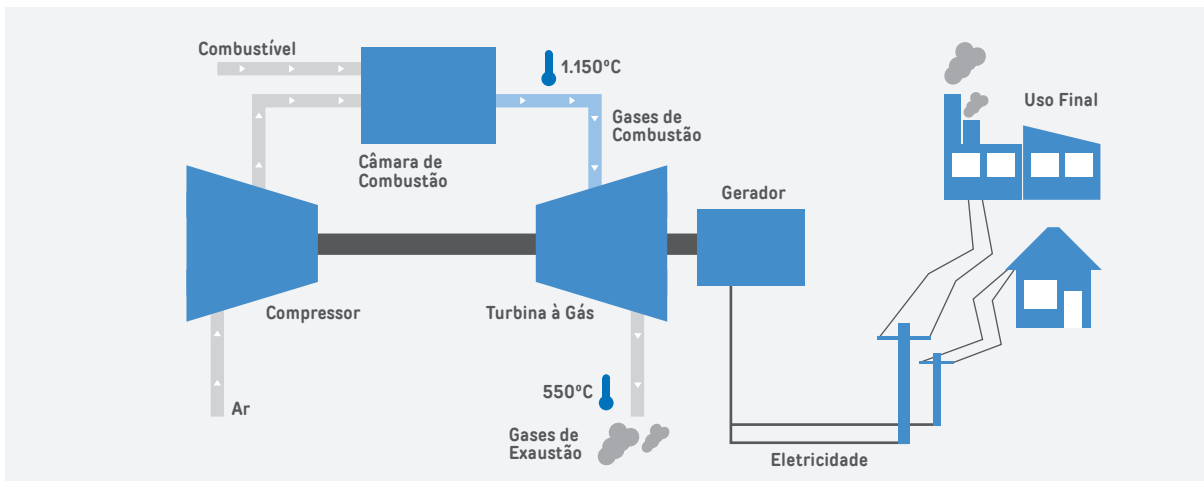 Combustível
1.150ºC
Uso Final
Gases de
Combustão
Câmara de
Combustão
Gerador
Compressor
Turbina à Gás
550ºC
Ar
Gases de
Exaustão
Eletricidade